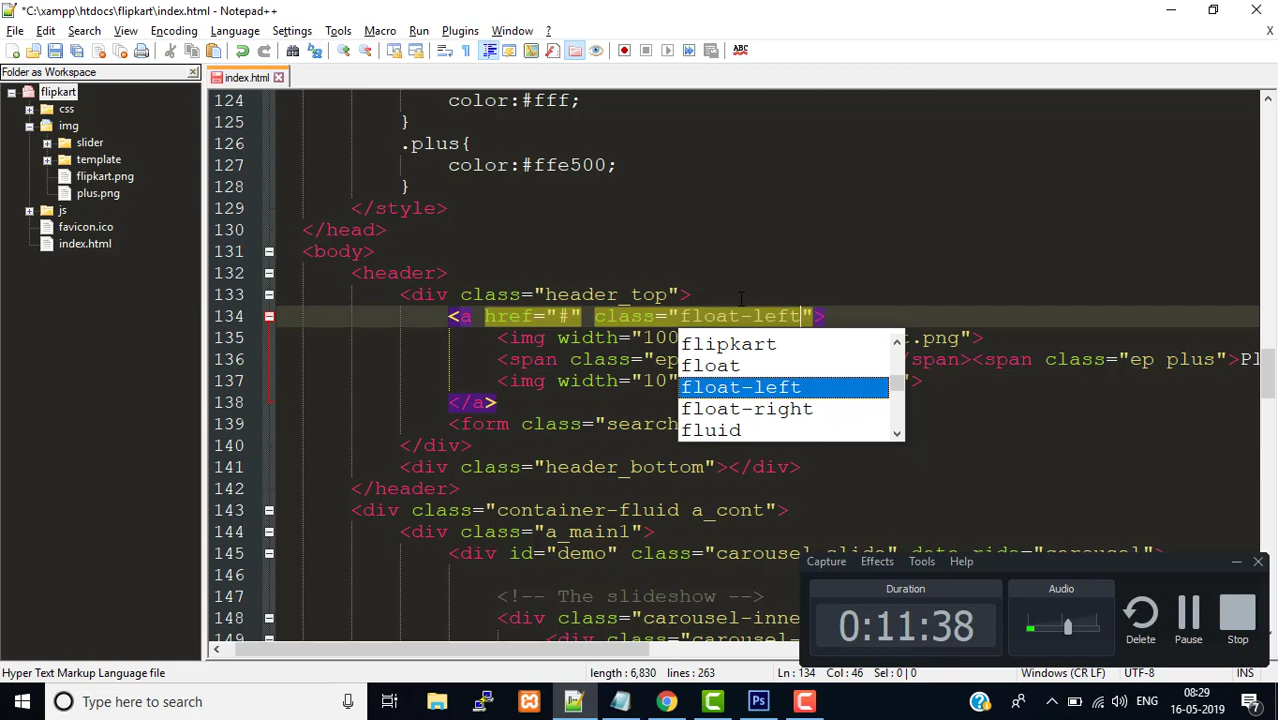 *C:\xampp\htdocs\flipkart\index.html - Notepad++
File Edit Search View Encoding Language Settings Tools Macro Run Plugins Window ?
ABC
Folder as Workspace
index.html
flipkart
css
img
slider
template
flipkart.png
plus.png
js
favicon.ico
index.html
124 color:#fff;
125 }
126 .plus{
127 color:#ffe500;
128 }
129 </style>
130 </head>
131 <body>
132 <header>
133 <div class="header_top">
134 <a href="#" class="float-left">
135 <img width="100 t.png">
136 <span class="ep /span><span class="ep plus">Pl
137 <img width="10" >
138 </a>
139 <form class="search
140 </div>
141 <div class="header_bottom"></div>
142 </header>
143 <div class="container-fluid a_cont">
144 <div class="a_main1">
145 <div id="demo" class="carousel slide" data-ride="carousel">
146
147 <!-- The slideshow -->
148 <div class="carousel-inne
149 <div class="carousel-
flipkart
float
float-left
float-right
fluid
Capture Effects Tools Help
Duration
0:11:38
Audio
Delete
Pause
Stop
Hyper Text Markup Language file
length : 6,830 lines : 263
Ln : 134 Col : 46 Sel : 0 | 0
Windows (CR LF)
UTF-8
INS
Type here to search
Ps
ENG
08:29
16-05-2019
7